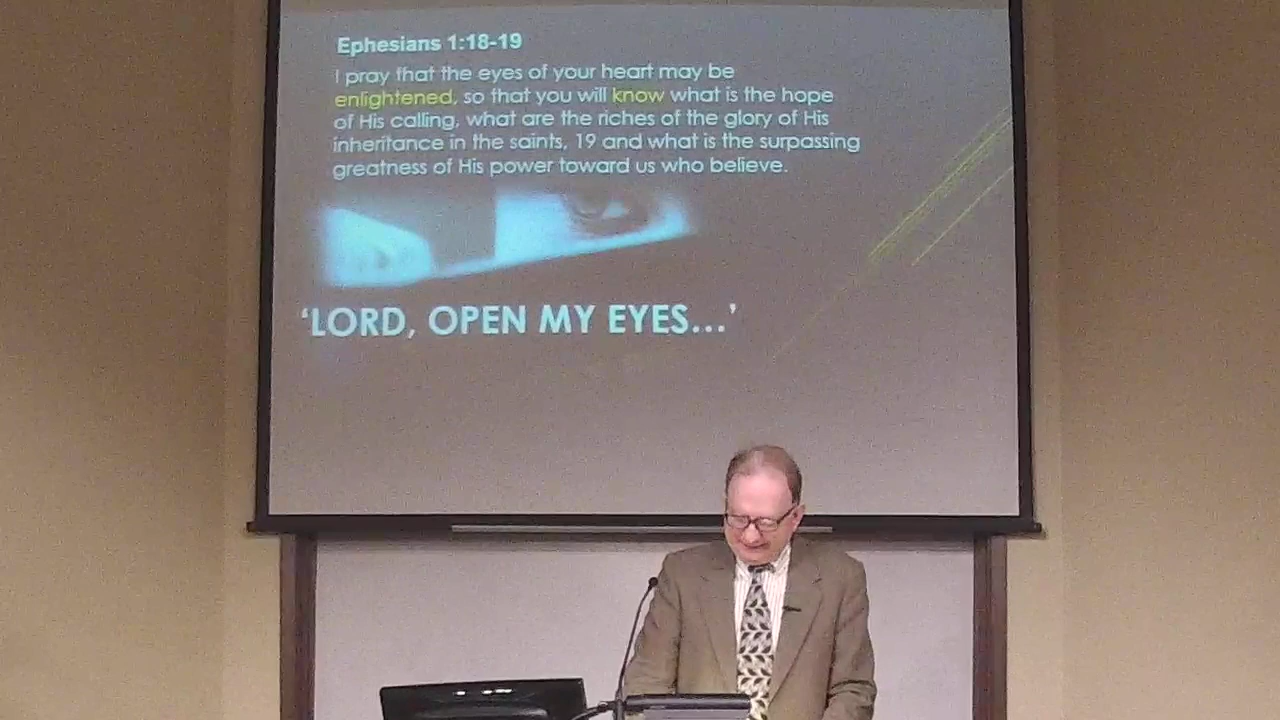 Ephesians 1:18-19
I pray that the eyes of your heart may be
enlightened, so that you will know what is the hope
of His calling, what are the riches of the glory of His
inheritance in the saints, 19 and what is the surpassing
greatness of His power toward us who believe.
‘LORD, OPEN MY EYES...’